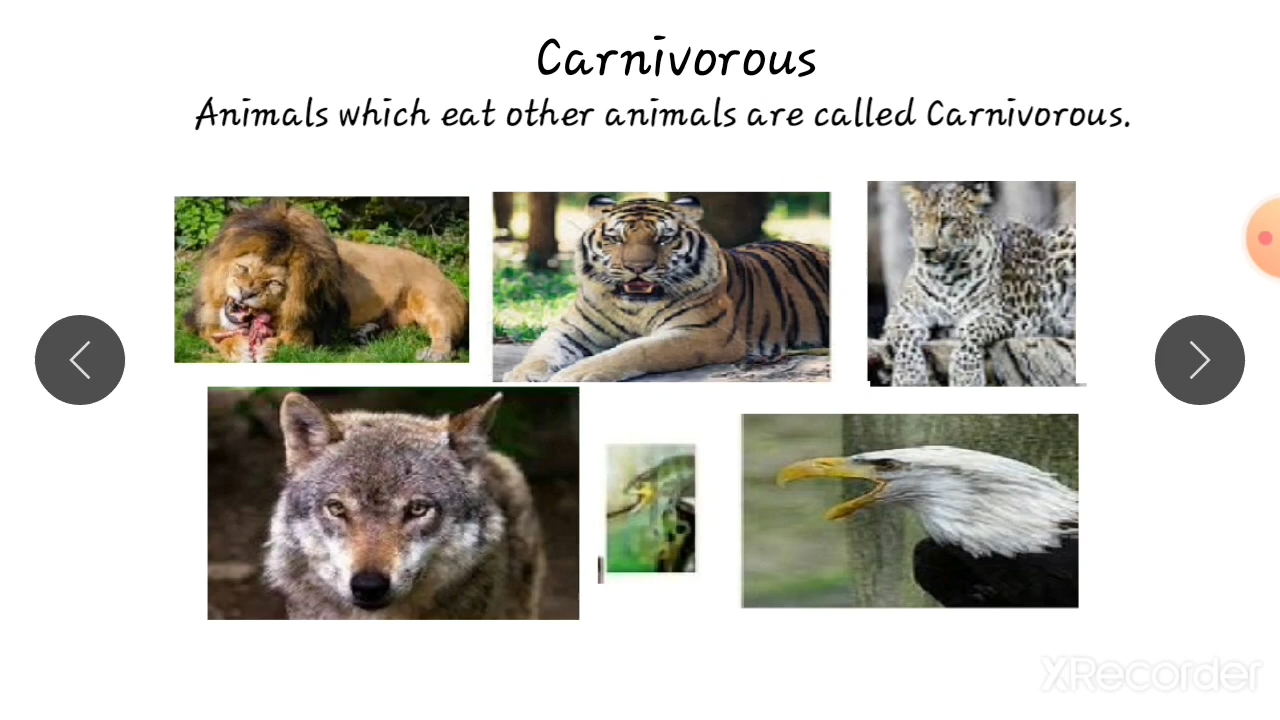 Carnivorous
Animals which eat other animals are called Carnivorous.
XRecorder